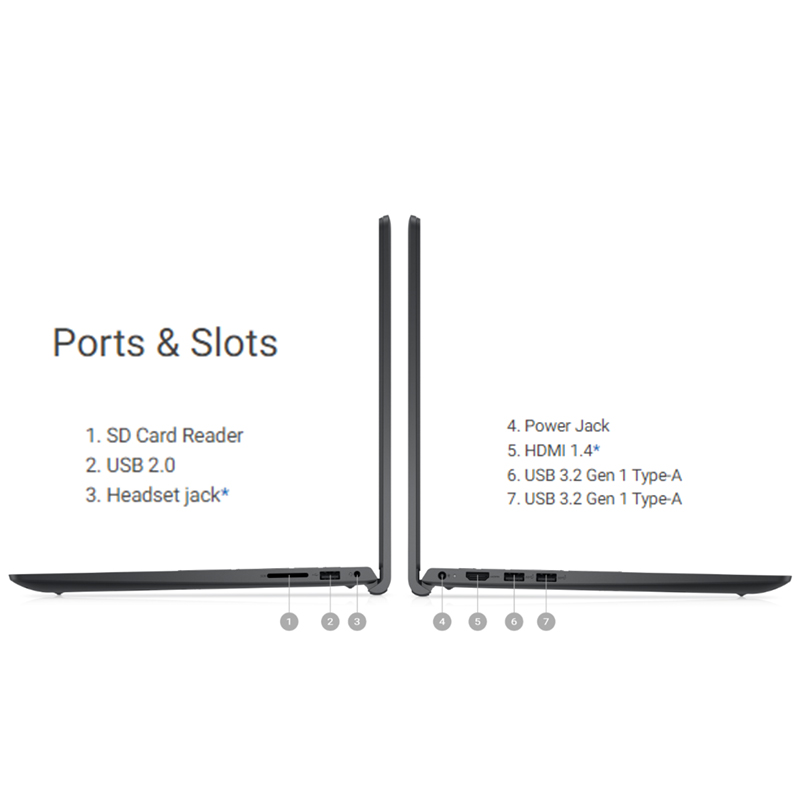 Ports & Slots
1. SD Card Reader
2. USB 2.0
3. Headset jack*
4. Power Jack
5. HDMI 1.4*
6. USB 3.2 Gen 1 Type-A
7. USB 3.2 Gen 1 Type-A
1 2 3 4 5 6 7